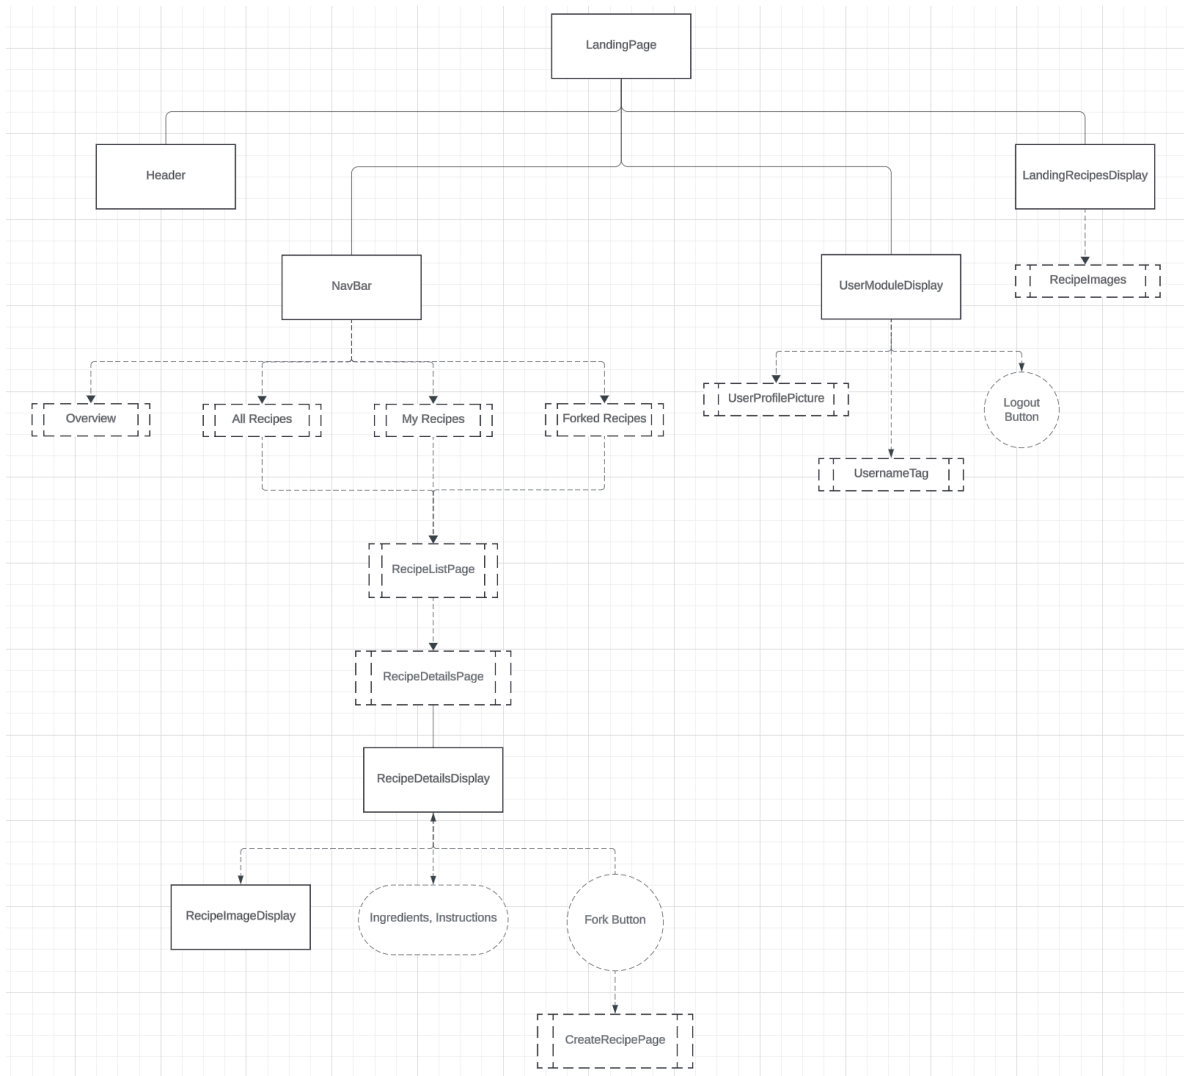 LandingPage
Header
LandingRecipesDisplay
NavBar
UserModuleDisplay
RecipeImages
Overview
All Recipes
My Recipes
Forked Recipes
UserProfilePicture
Logout
Button
UsernameTag
RecipeListPage
RecipeDetailsPage
RecipeDetailsDisplay
RecipeImageDisplay
Ingredients, Instructions
Fork Button
CreateRecipePage